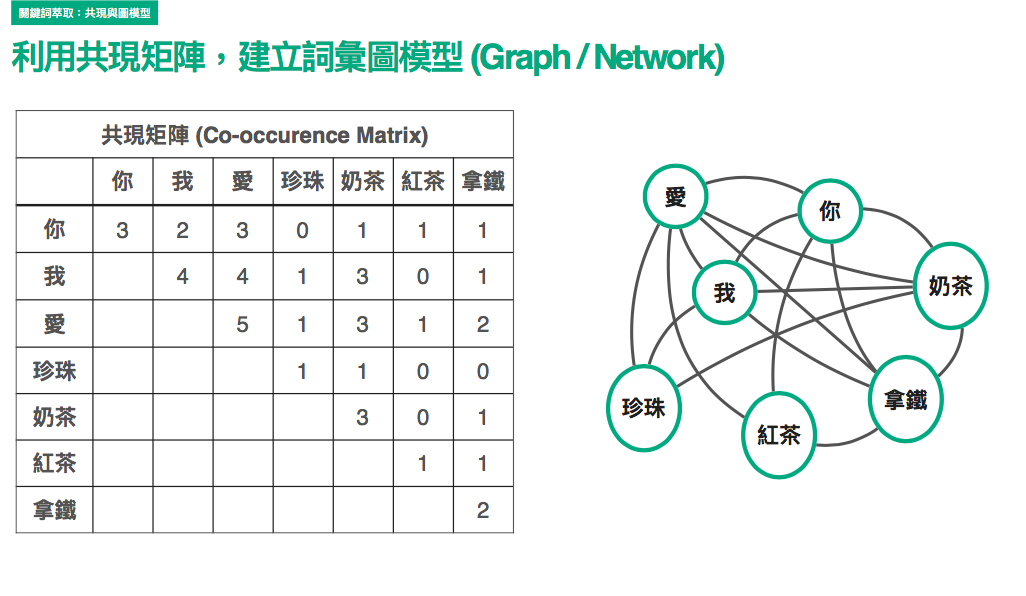 關鍵詞萃取：共現與圖模型
利用共現矩陣，建立詞彙圖模型 (Graph / Network)
共現矩陣 (Co-occurence Matrix)
你 我 愛 珍珠 奶茶 紅茶 拿鐵
你 3 2 3 0 1 1 1
我 4 4 1 3 0 1
愛 5 1 3 1 2
珍珠 1 1 0 0
奶茶 3 0 1
紅茶 1 1
拿鐵 2
愛
你
奶茶
我
拿鐵
珍珠
紅茶